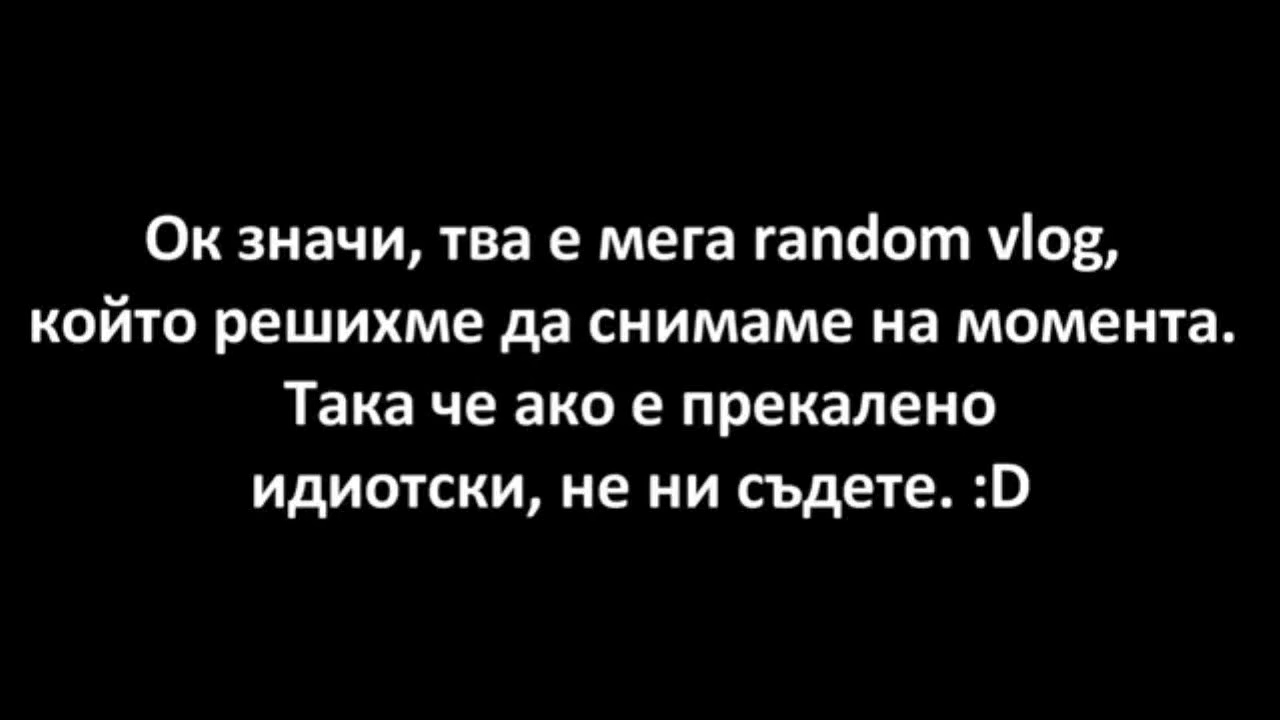 Ок значи, тва е мега random vlog,
който решихме да снимаме на момента.
Така че ако е прекалено
идиотски, не ни съдете. :D